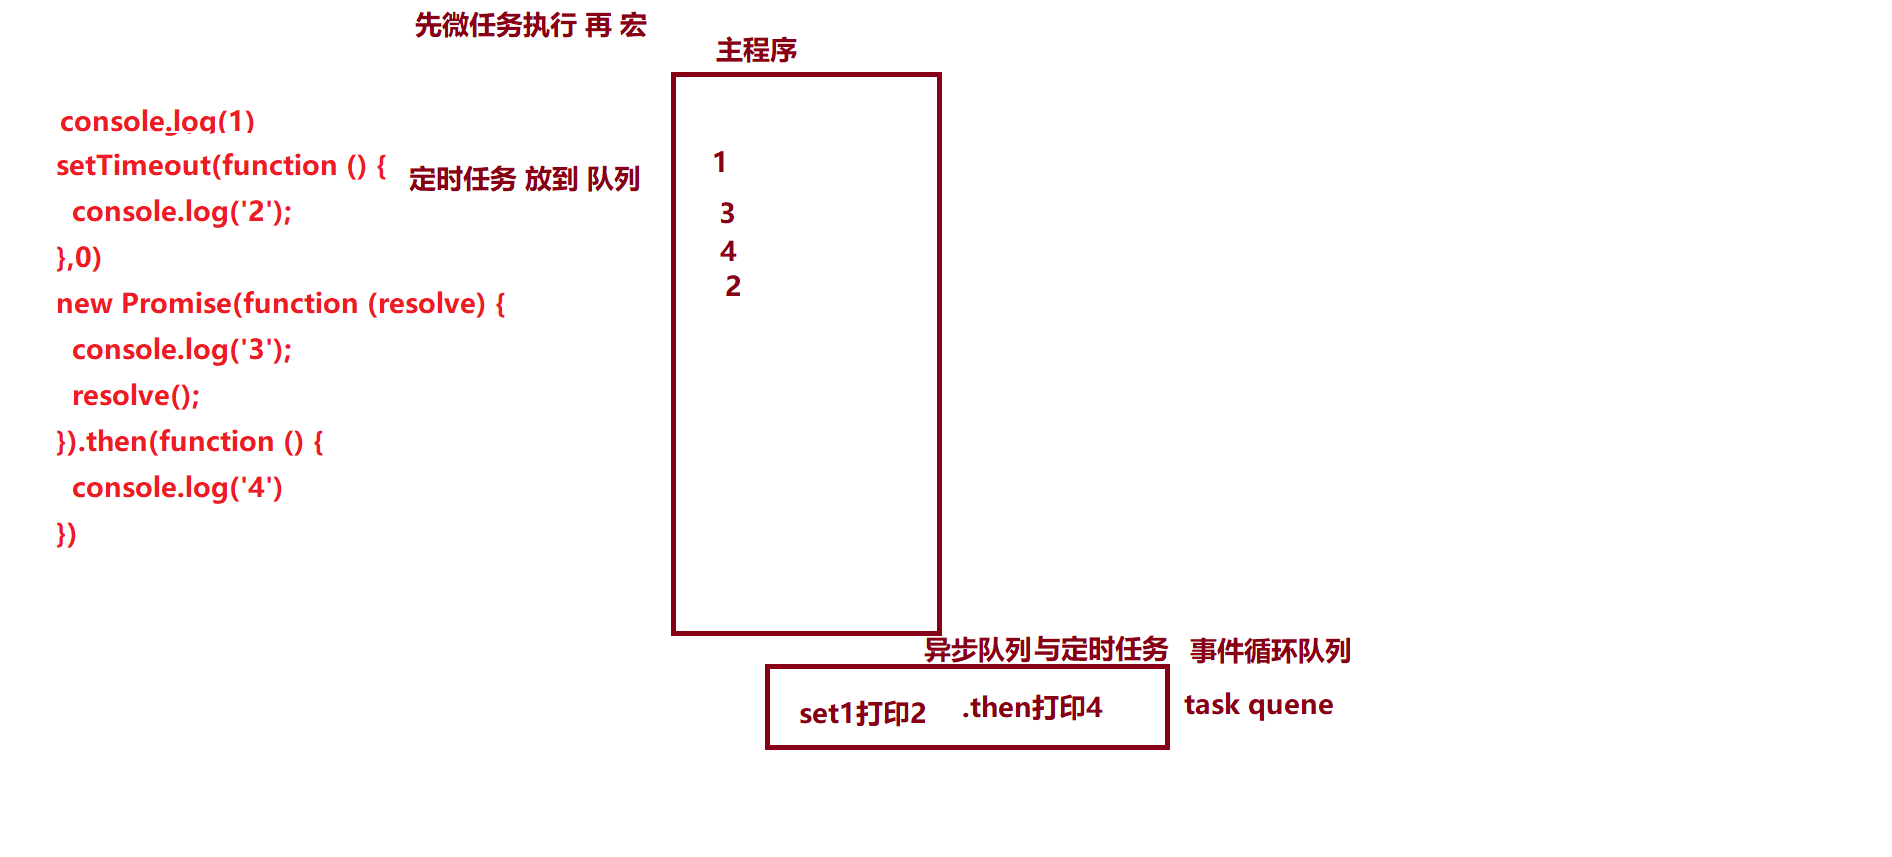 先微任务执行 再 宏
主程序
console.log(1)
setTimeout(function () {
定时任务 放到 队列
console.log('2');
},0)
new Promise(function (resolve) {
console.log('3');
resolve();
}).then(function () {
console.log('4')
})
1
3
4
2
异步队列与定时任务 事件循环队列
set1打印2 .then打印4
task quene